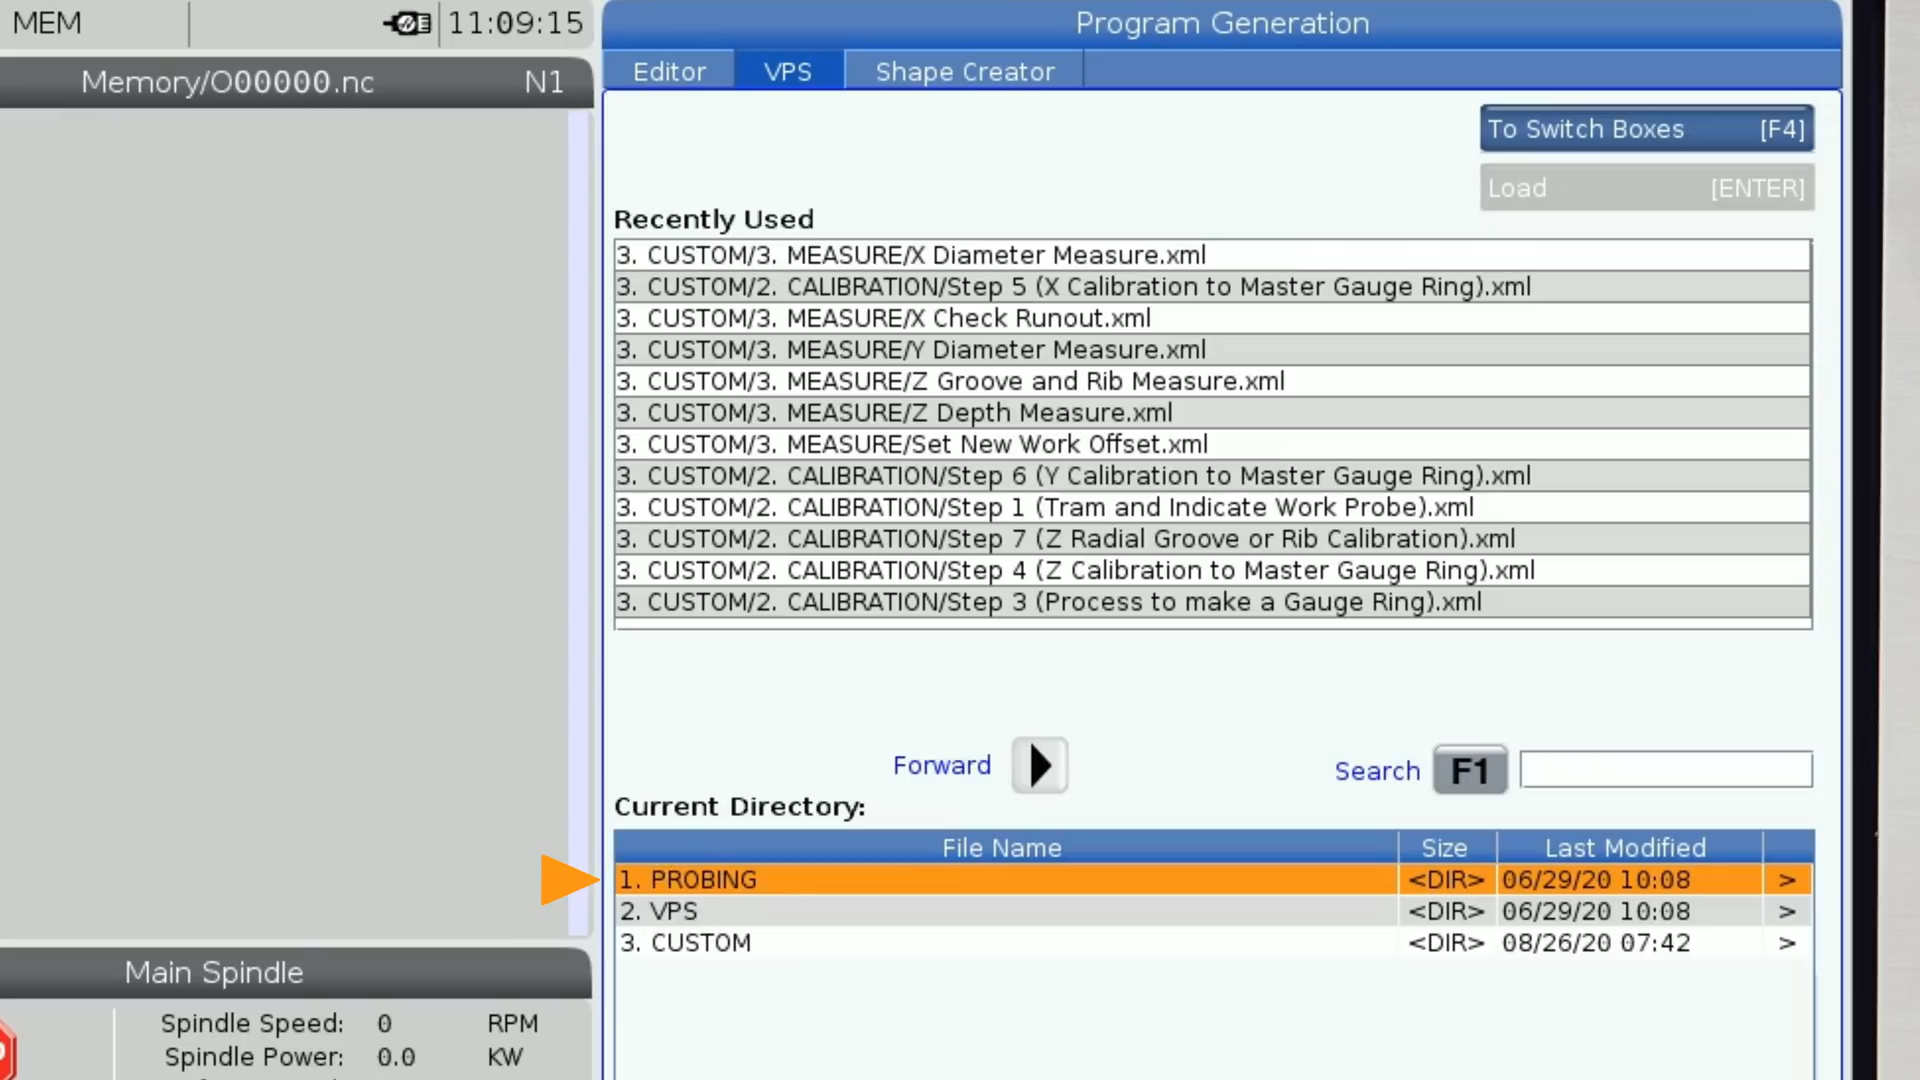 MEM
11:09:15
Memory/O00000.nc
N1
Program Generation
Editor
VPS
Shape Creator
To Switch Boxes [F4]
Load [ENTER]
Recently Used
3. CUSTOM/3. MEASURE/X Diameter Measure.xml
3. CUSTOM/2. CALIBRATION/Step 5 (X Calibration to Master Gauge Ring).xml
3. CUSTOM/3. MEASURE/X Check Runout.xml
3. CUSTOM/3. MEASURE/Y Diameter Measure.xml
3. CUSTOM/3. MEASURE/Z Groove and Rib Measure.xml
3. CUSTOM/3. MEASURE/Z Depth Measure.xml
3. CUSTOM/3. MEASURE/Set New Work Offset.xml
3. CUSTOM/2. CALIBRATION/Step 6 (Y Calibration to Master Gauge Ring).xml
3. CUSTOM/2. CALIBRATION/Step 1 (Tram and Indicate Work Probe).xml
3. CUSTOM/2. CALIBRATION/Step 7 (Z Radial Groove or Rib Calibration).xml
3. CUSTOM/2. CALIBRATION/Step 4 (Z Calibration to Master Gauge Ring).xml
3. CUSTOM/2. CALIBRATION/Step 3 (Process to make a Gauge Ring).xml
Forward
Search F1
Current Directory:
File Name Size Last Modified
1. PROBING <DIR> 06/29/20 10:08 >
2. VPS <DIR> 06/29/20 10:08 >
3. CUSTOM <DIR> 08/26/20 07:42 >
Main Spindle
Spindle Speed: 0 RPM
Spindle Power: 0.0 KW